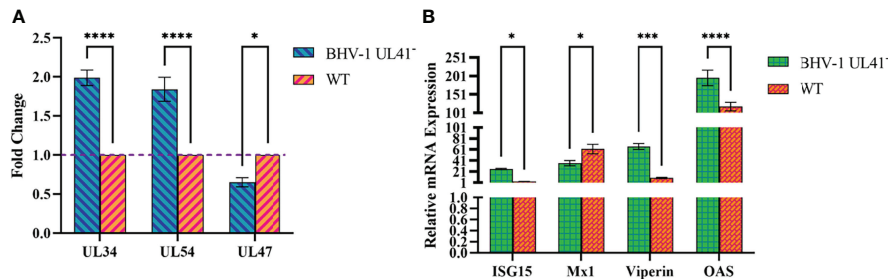 A
Fold Change
2.5
2.0
1.5
1.0
0.5
0.0
****
****
*
BHV-1 UL41-
WT
UL34
UL54
UL47
B
Relative mRNA Expression
251
201
151
101
101
81
61
41
21
1
1.0
0.8
0.6
0.4
0.2
0.0
*
*
***
****
BHV-1 UL41-
WT
ISG15
Mx1
Viperin
OAS